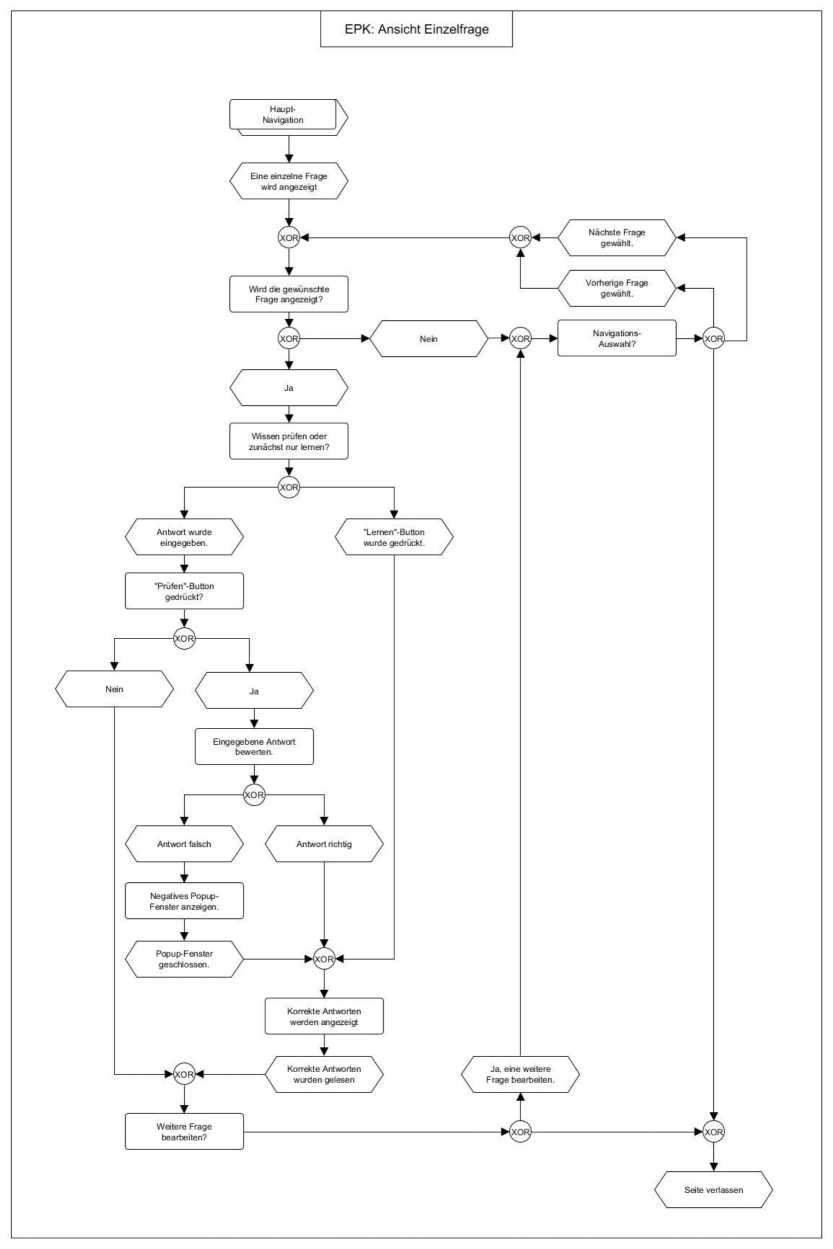 EPK: Ansicht Einzelfrage
Haupt-
Navigation
Eine einzelne Frage
wird angezeigt
XOR
XOR
Nächste Frage
gewählt.
Vorherige Frage
gewählt.
Wird die gewünschte
Frage angezeigt?
XOR
Nein
XOR
Navigations-
Auswahl?
XOR
Ja
Wissen prüfen oder
zunächst nur lernen?
XOR
Antwort wurde
eingegeben.
"Lernen"-Button
wurde gedrückt.
"Prüfen"-Button
gedrückt?
XOR
Nein
Ja
Eingegebene Antwort
bewerten.
XOR
Antwort falsch
Antwort richtig
Negatives Popup-
Fenster anzeigen.
Popup-Fenster
geschlossen.
XOR
Korrekte Antworten
werden angezeigt
XOR
Korrekte Antworten
wurden gelesen
Ja, eine weitere
Frage bearbeiten.
Weitere Frage
bearbeiten?
XOR
XOR
Seite verlassen